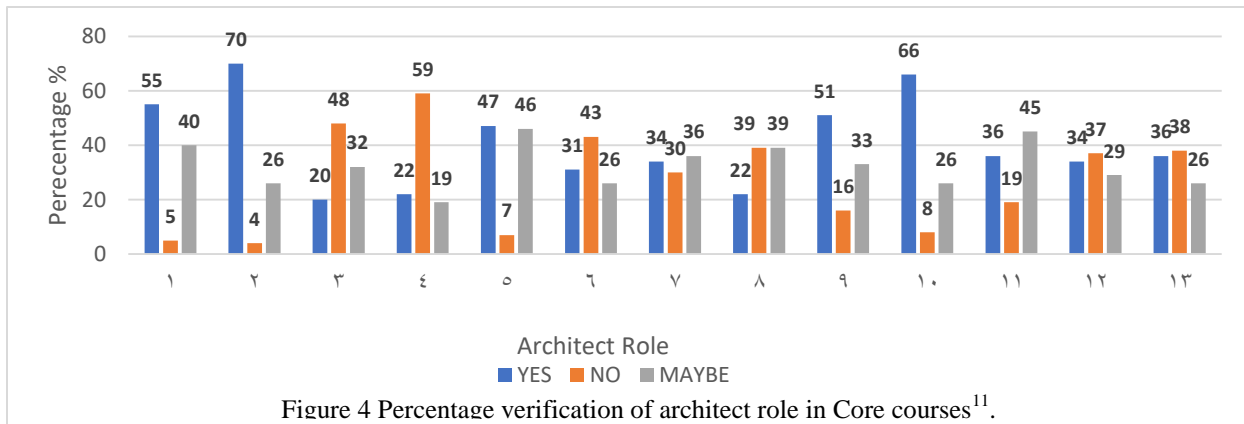 80
60
40
20
0
Perecentage %
55 5 40
70 4 26
20 48 32
22 59 19
47 7 46
31 43 26
34 30 36
22 39 39
51 16 33
66 8 26
36 19 45
34 37 29
36 38 26
١ ٢ ٣ ٤ ٥ ٦ ٧ ٨ ٩ ١٠ ١١ ١٢ ١٣
Architect Role
YES NO MAYBE
Figure 4 Percentage verification of architect role in Core courses¹¹.